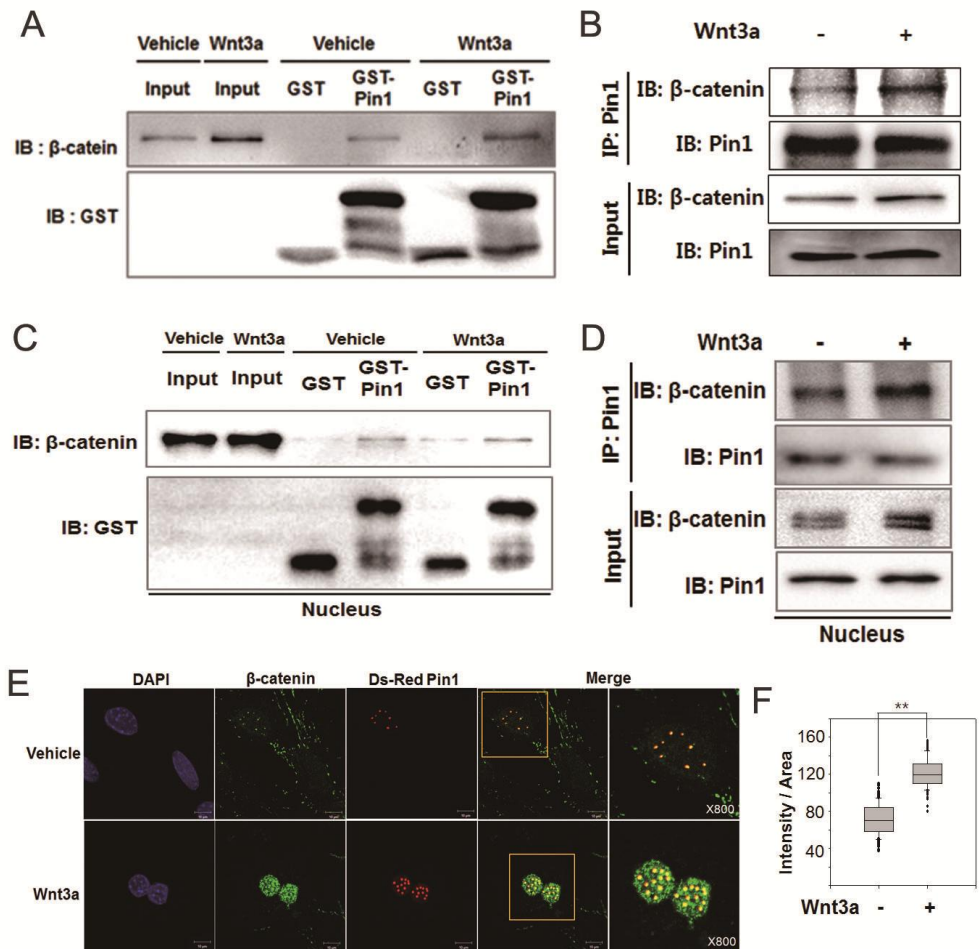 A
Vehicle Wnt3a Vehicle Wnt3a
Input Input GST GST-Pin1 GST GST-Pin1
IB : β-catein
IB : GST
B
Wnt3a - +
IP: Pin1
IB: β-catenin
IB: Pin1
Input
IB: β-catenin
IB: Pin1
C
Vehicle Wnt3a Vehicle Wnt3a
Input Input GST GST-Pin1 GST GST-Pin1
IB: β-catenin
IB: GST
Nucleus
D
Wnt3a - +
IP: Pin1
IB: β-catenin
IB: Pin1
Input
IB: β-catenin
IB: Pin1
Nucleus
E
DAPI β-catenin Ds-Red Pin1 Merge
Vehicle
X800
Wnt3a
X800
F
**
Intensity / Area
160
120
80
40
Wnt3a - +